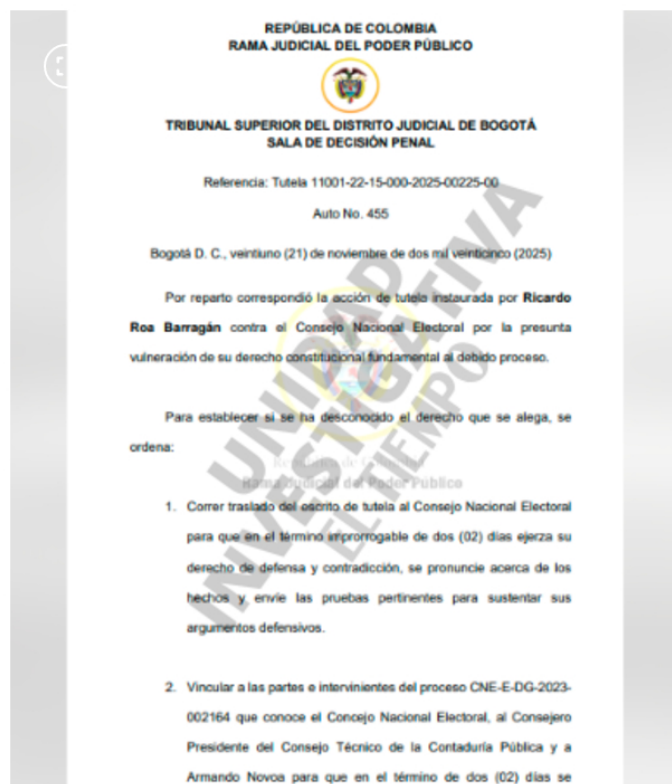 REPÚBLICA DE COLOMBIA
RAMA JUDICIAL DEL PODER PÚBLICO
TRIBUNAL SUPERIOR DEL DISTRITO JUDICIAL DE BOGOTÁ
SALA DE DECISIÓN PENAL
Referencia: Tutela 11001-22-15-000-2025-00225-00
Auto No. 455
Bogotá D. C., veintiuno (21) de noviembre de dos mil veinticinco (2025)
Por reparto correspondió la acción de tutela instaurada por Ricardo
Roa Barragán contra el Consejo Nacional Electoral por la presunta
vulneración de su derecho constitucional fundamental al debido proceso.
Para establecer si se ha desconocido el derecho que se alega, se
ordena:
República de Colombia
Rama Judicial del Poder Público
1. Correr traslado del escrito de tutela al Consejo Nacional Electoral
para que en el término improrrogable de dos (02) días ejerza su
derecho de defensa y contradicción, se pronuncie acerca de los
hechos y envíe las pruebas pertinentes para sustentar sus
argumentos defensivos.
2. Vincular a las partes e intervinientes del proceso CNE-E-DG-2023-
002164 que conoce el Concejo Nacional Electoral, al Consejero
Presidente del Consejo Técnico de la Contaduría Pública y a
Armando Novoa para que en el término de dos (02) días se
UNIDAD
INVESTIGATIVA
EL TIEMPO